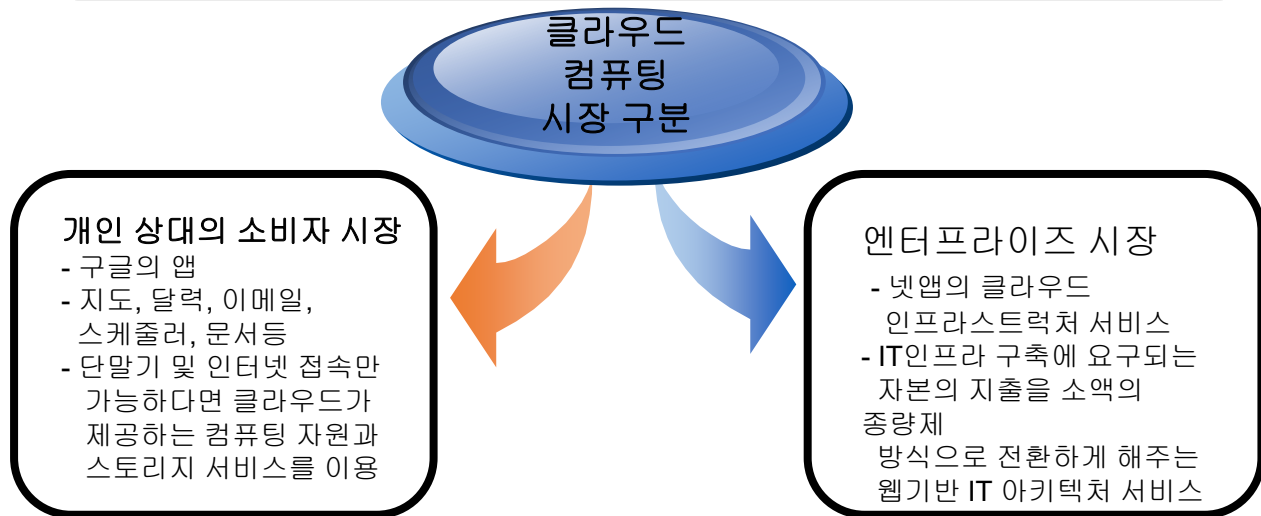 클라우드
컴퓨팅
시장 구분
개인 상대의 소비자 시장
- 구글의 앱
- 지도, 달력, 이메일,
스케줄러, 문서등
- 단말기 및 인터넷 접속만
가능하다면 클라우드가
제공하는 컴퓨팅 자원과
스토리지 서비스를 이용
엔터프라이즈 시장
- 넷앱의 클라우드
인프라스트럭처 서비스
- IT인프라 구축에 요구되는
자본의 지출을 소액의
종량제
방식으로 전환하게 해주는
웹기반 IT 아키텍처 서비스